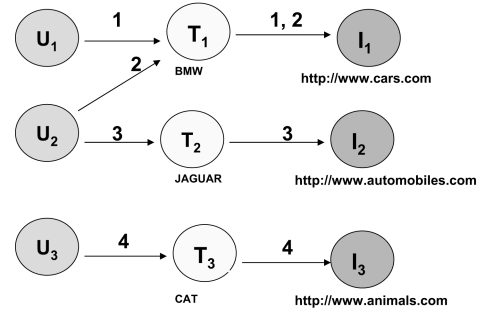 U1 1 T1 1, 2 I1
BMW
http://www.cars.com
2
U2 3 T2 3 I2
JAGUAR
http://www.automobiles.com
U3 4 T3 4 I3
CAT
http://www.animals.com